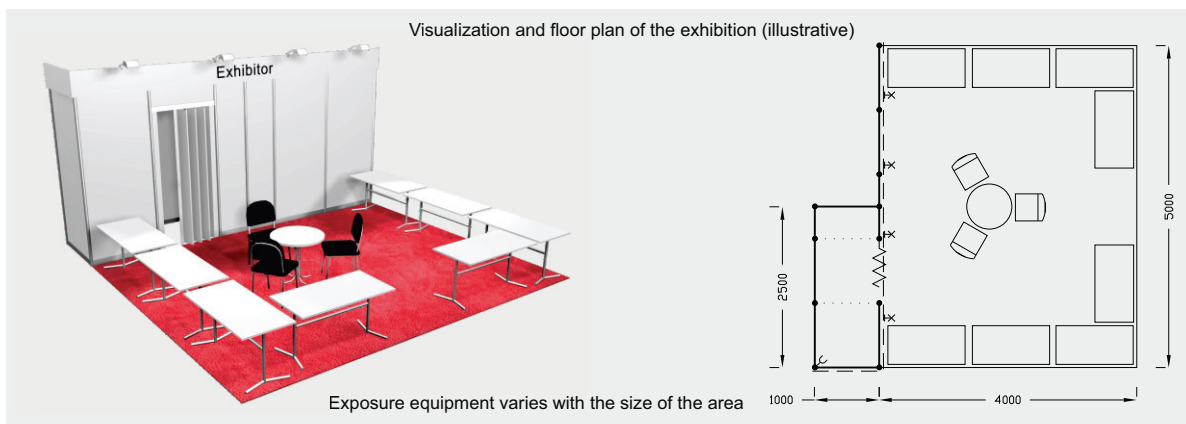 Visualization and floor plan of the exhibition (illustrative)
Exhibitor
5000
2500
1000
4000
Exposure equipment varies with the size of the area